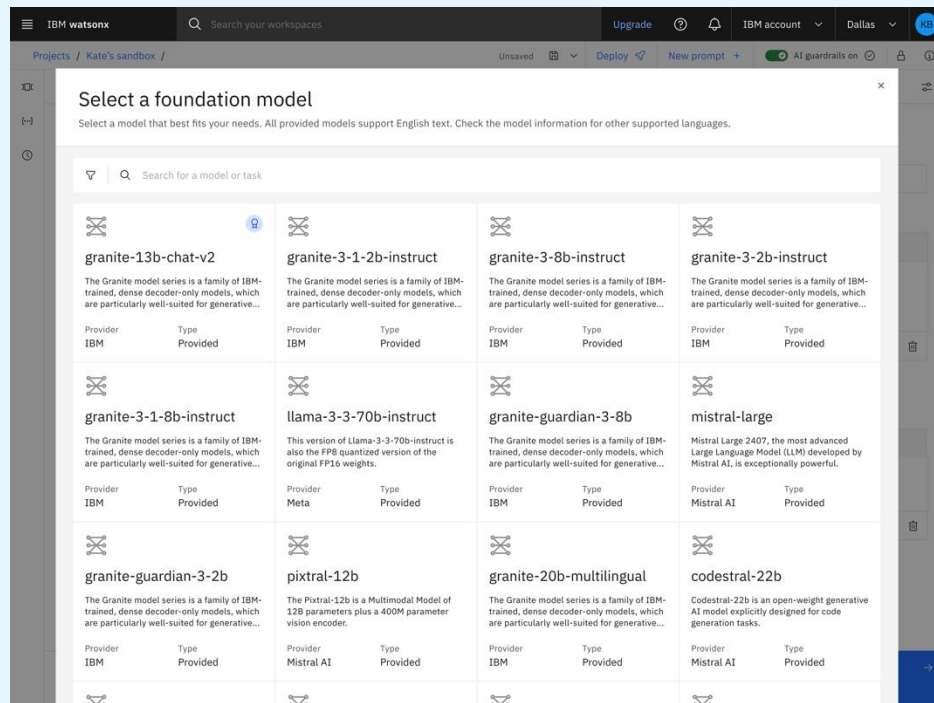 IBM watsonx
Search your workspaces
Upgrade
IBM account
Dallas
KB
Projects / Kate's sandbox /
Unsaved
Deploy
New prompt +
AI guardrails on
Select a foundation model
Select a model that best fits your needs. All provided models support English text. Check the model information for other supported languages.
Search for a model or task
granite-13b-chat-v2
The Granite model series is a family of IBM-
trained, dense decoder-only models, which
are particularly well-suited for generative...
Provider Type
IBM Provided
granite-3-1-2b-instruct
The Granite model series is a family of IBM-
trained, dense decoder-only models, which
are particularly well-suited for generative...
Provider Type
IBM Provided
granite-3-8b-instruct
The Granite model series is a family of IBM-
trained, dense decoder-only models, which
are particularly well-suited for generative...
Provider Type
IBM Provided
granite-3-2b-instruct
The Granite model series is a family of IBM-
trained, dense decoder-only models, which
are particularly well-suited for generative...
Provider Type
IBM Provided
granite-3-1-8b-instruct
The Granite model series is a family of IBM-
trained, dense decoder-only models, which
are particularly well-suited for generative...
Provider Type
IBM Provided
llama-3-3-70b-instruct
This version of Llama-3-3-70b-instruct is
also the FP8 quantized version of the
original FP16 weights.
Provider Type
Meta Provided
granite-guardian-3-8b
The Granite model series is a family of IBM-
trained, dense decoder-only models, which
are particularly well-suited for generative...
Provider Type
IBM Provided
mistral-large
Mistral Large 2407, the most advanced
Large Language Model (LLM) developed by
Mistral AI, is exceptionally powerful.
Provider Type
Mistral AI Provided
granite-guardian-3-2b
The Granite model series is a family of IBM-
trained, dense decoder-only models, which
are particularly well-suited for generative...
Provider Type
IBM Provided
pixtral-12b
The Pixtral-12b is a Multimodal Model of
12B parameters plus a 400M parameter
vision encoder.
Provider Type
Mistral AI Provided
granite-20b-multilingual
The Granite model series is a family of IBM-
trained, dense decoder-only models, which
are particularly well-suited for generative...
Provider Type
IBM Provided
codestral-22b
Codestral-22b is an open-weight generative
AI model explicitly designed for code
generation tasks.
Provider Type
Mistral AI Provided